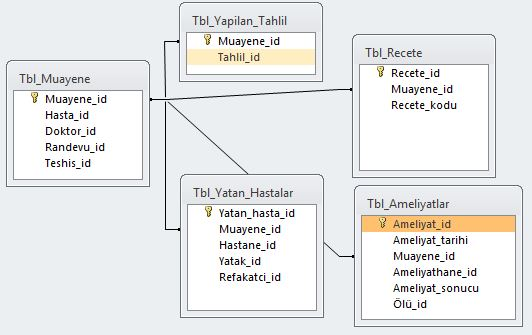 Tbl_Yapilan_Tahlil
Muayene_id
Tahlil_id
Tbl_Muayene
Muayene_id
Hasta_id
Doktor_id
Randevu_id
Teshis_id
Tbl_Recete
Recete_id
Muayene_id
Recete_kodu
Tbl_Yatan_Hastalar
Yatan_hasta_id
Muayene_id
Hastane_id
Yatak_id
Refakatci_id
Tbl_Ameliyatlar
Ameliyat_id
Ameliyat_tarihi
Muayene_id
Ameliyathane_id
Ameliyat_sonucu
Ölü_id